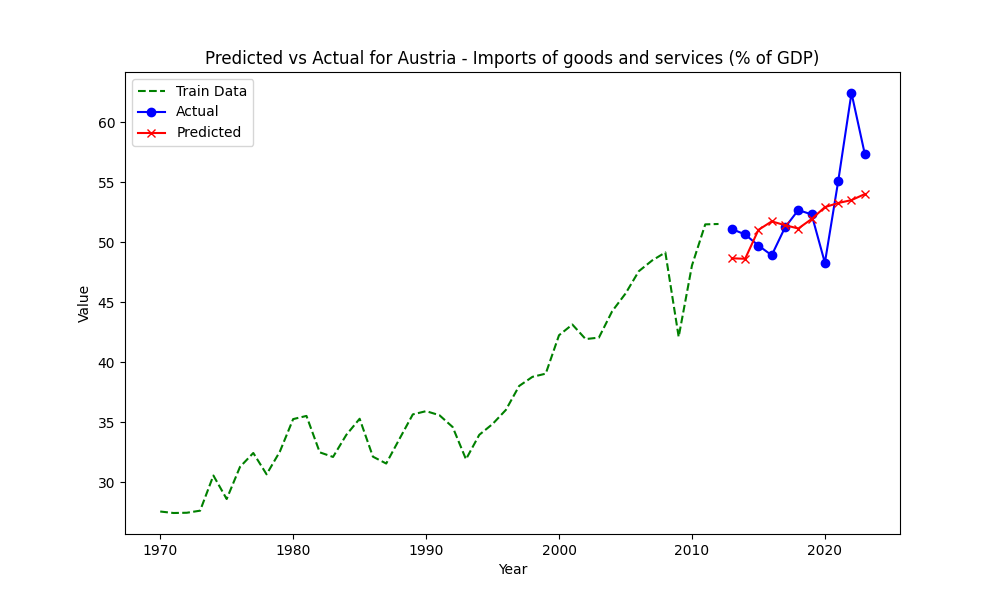 Predicted vs Actual for Austria - Imports of goods and services (% of GDP)
Train Data
Actual
Predicted
Value
60
55
50
45
40
35
30
1970
1980
1990
2000
2010
2020
Year